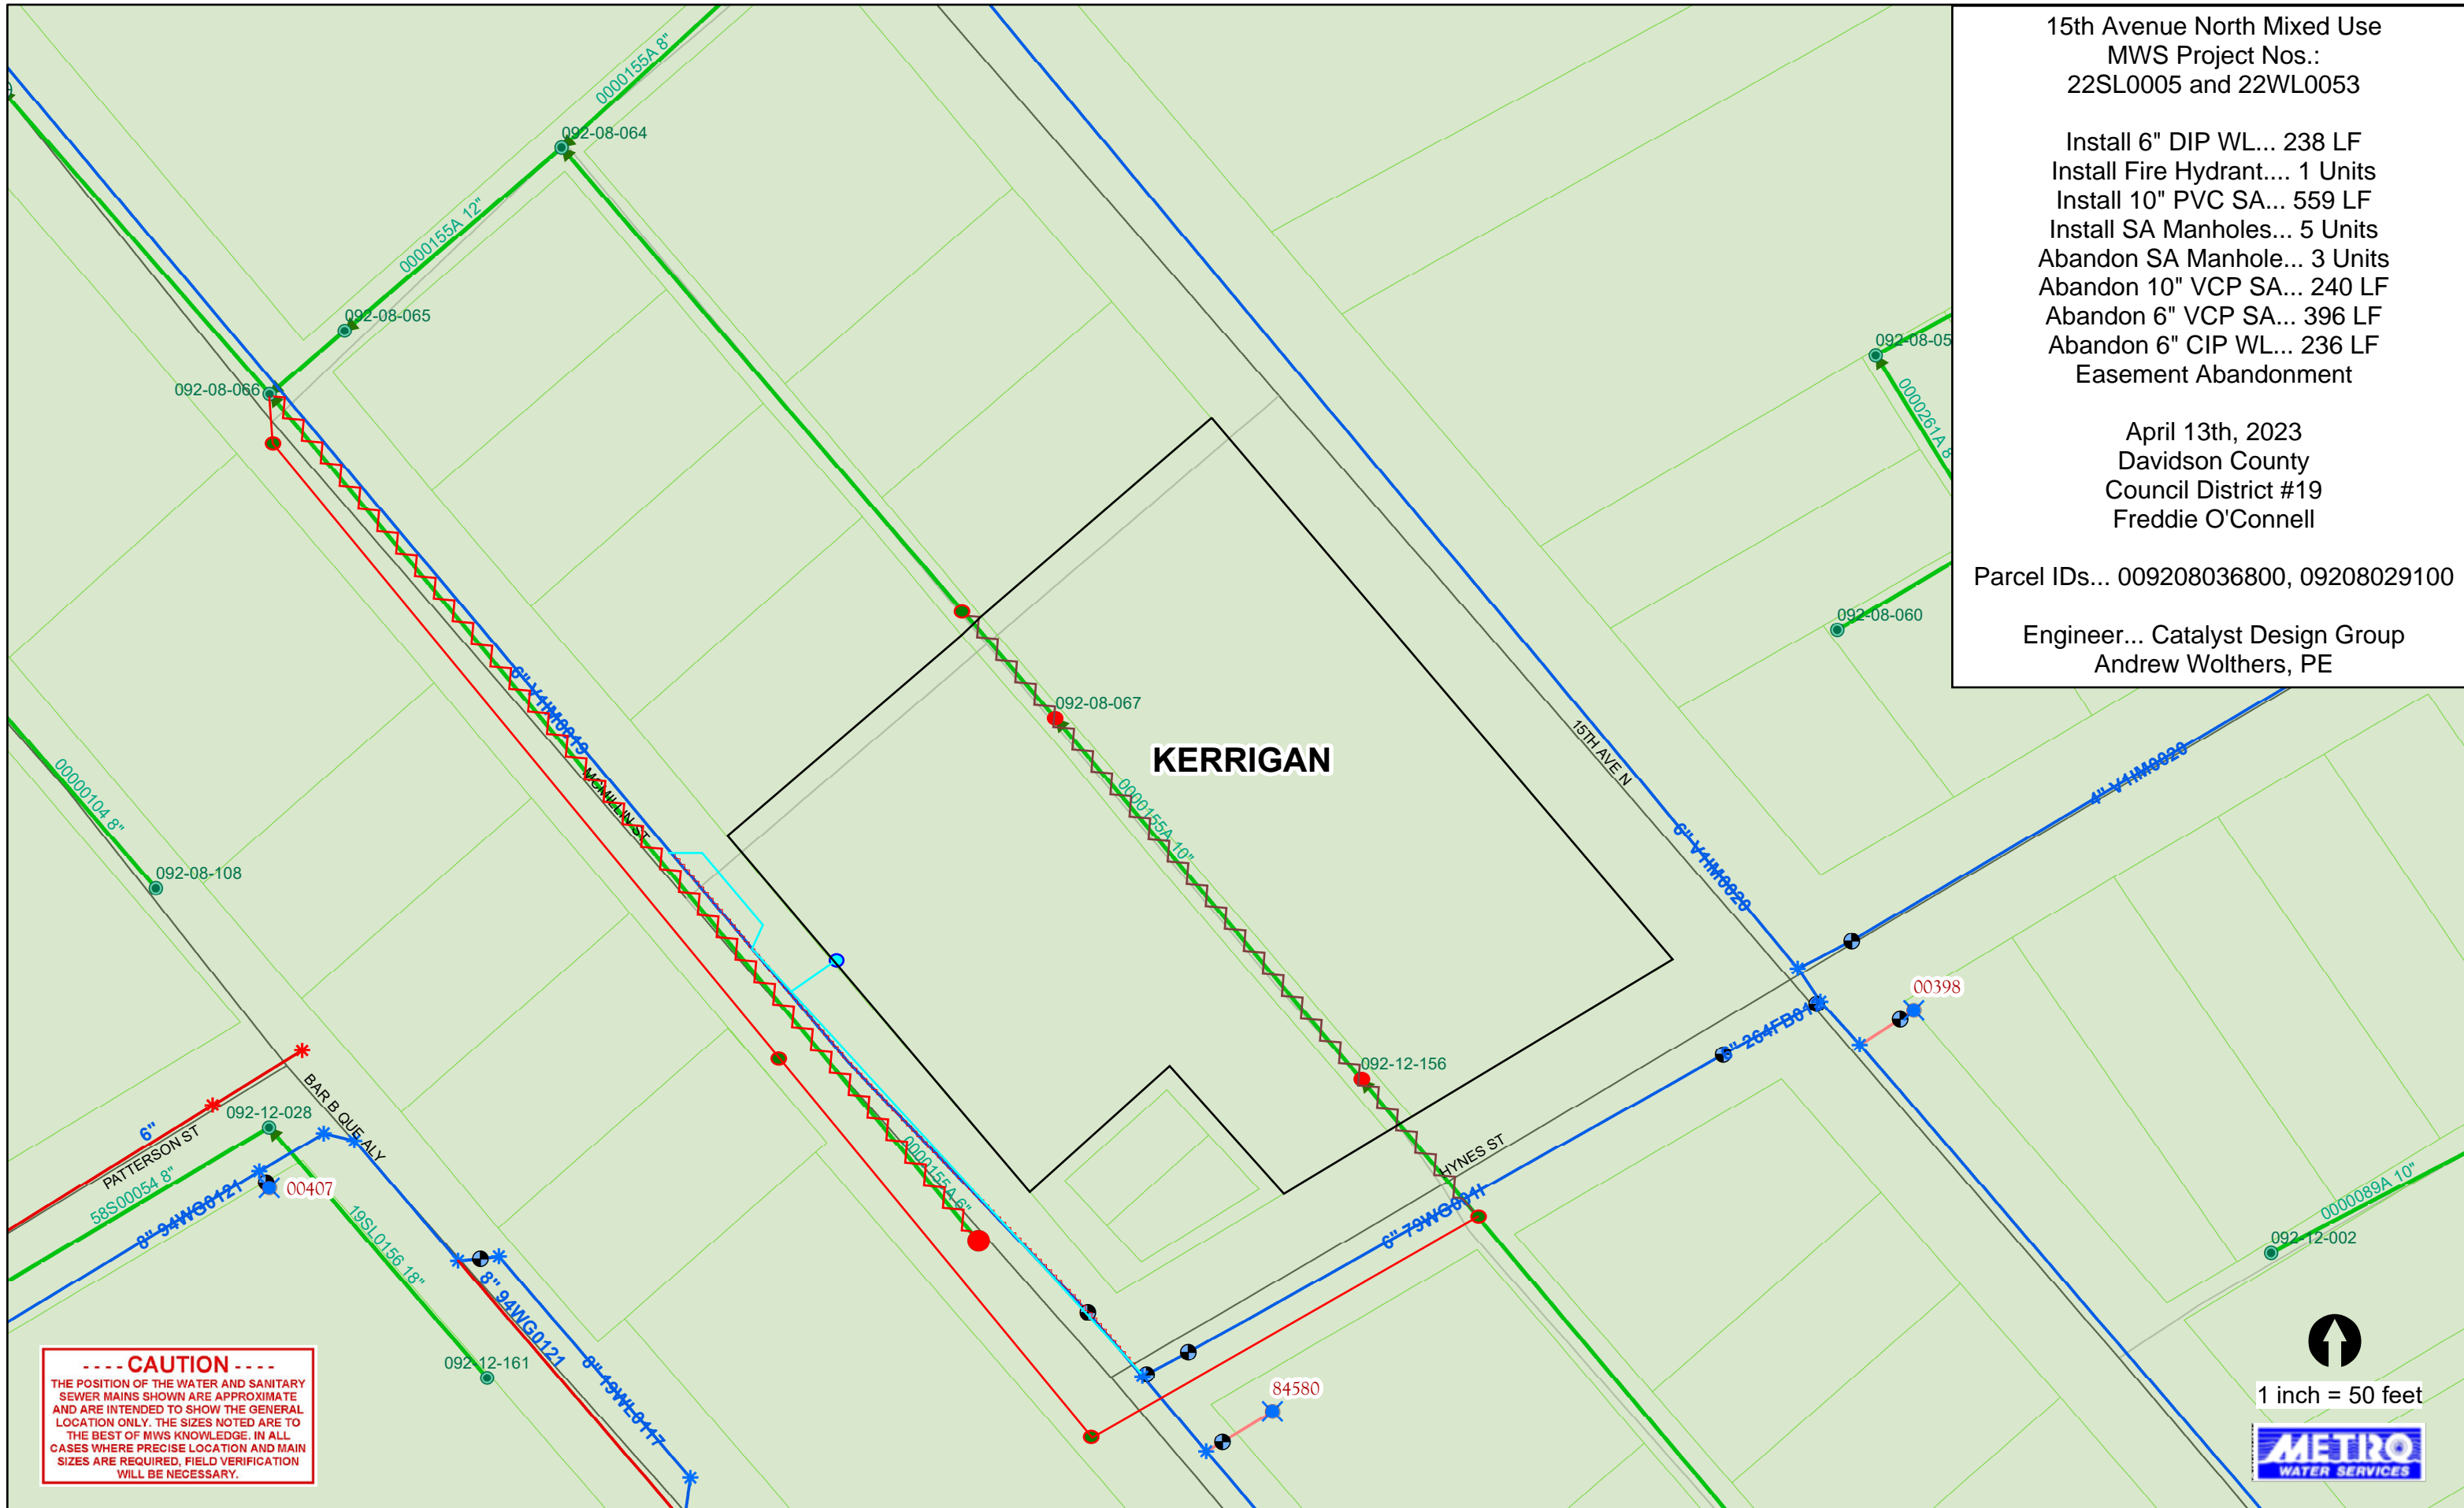 15th Avenue North Mixed Use
MWS Project Nos.:
22SL0005 and 22WL0053
Install 6" DIP WL... 238 LF
Install Fire Hydrant.... 1 Units
Install 10" PVC SA... 559 LF
Install SA Manholes... 5 Units
Abandon SA Manhole... 3 Units
Abandon 10" VCP SA... 240 LF
Abandon 6" VCP SA... 396 LF
Abandon 6" CIP WL... 236 LF
Easement Abandonment
April 13th, 2023
Davidson County
Council District #19
Freddie O'Connell
Parcel IDs... 009208036800, 09208029100
Engineer... Catalyst Design Group
Andrew Wolthers, PE
0000155A 8"
092-08-064
0000155A 12"
092-08-065
092-08-066
092-08-05
0000261A 8
092-08-060
6" V1IM0019
MCMILLIN ST
092-08-067
KERRIGAN
0000155A 10"
15TH AVE N
6" V1IM0020
4" V1IM0020
00000104 8"
092-08-108
00398
092-12-156
HYNES ST
6" 79WG0041
0000155A 6"
BAR B QUE ALY
092-12-028
6"
PATTERSON ST
58S00054 8"
8" 94WG0121
00407
19SL0156 18"
8" 94WG0121
8" 19WL0117
092-12-161
84580
0000089A 10"
092-12-002
---- CAUTION ----
THE POSITION OF THE WATER AND SANITARY
SEWER MAINS SHOWN ARE APPROXIMATE
AND ARE INTENDED TO SHOW THE GENERAL
LOCATION ONLY. THE SIZES NOTED ARE TO
THE BEST OF MWS KNOWLEDGE. IN ALL
CASES WHERE PRECISE LOCATION AND MAIN
SIZES ARE REQUIRED, FIELD VERIFICATION
WILL BE NECESSARY.
1 inch = 50 feet
METRO
WATER SERVICES